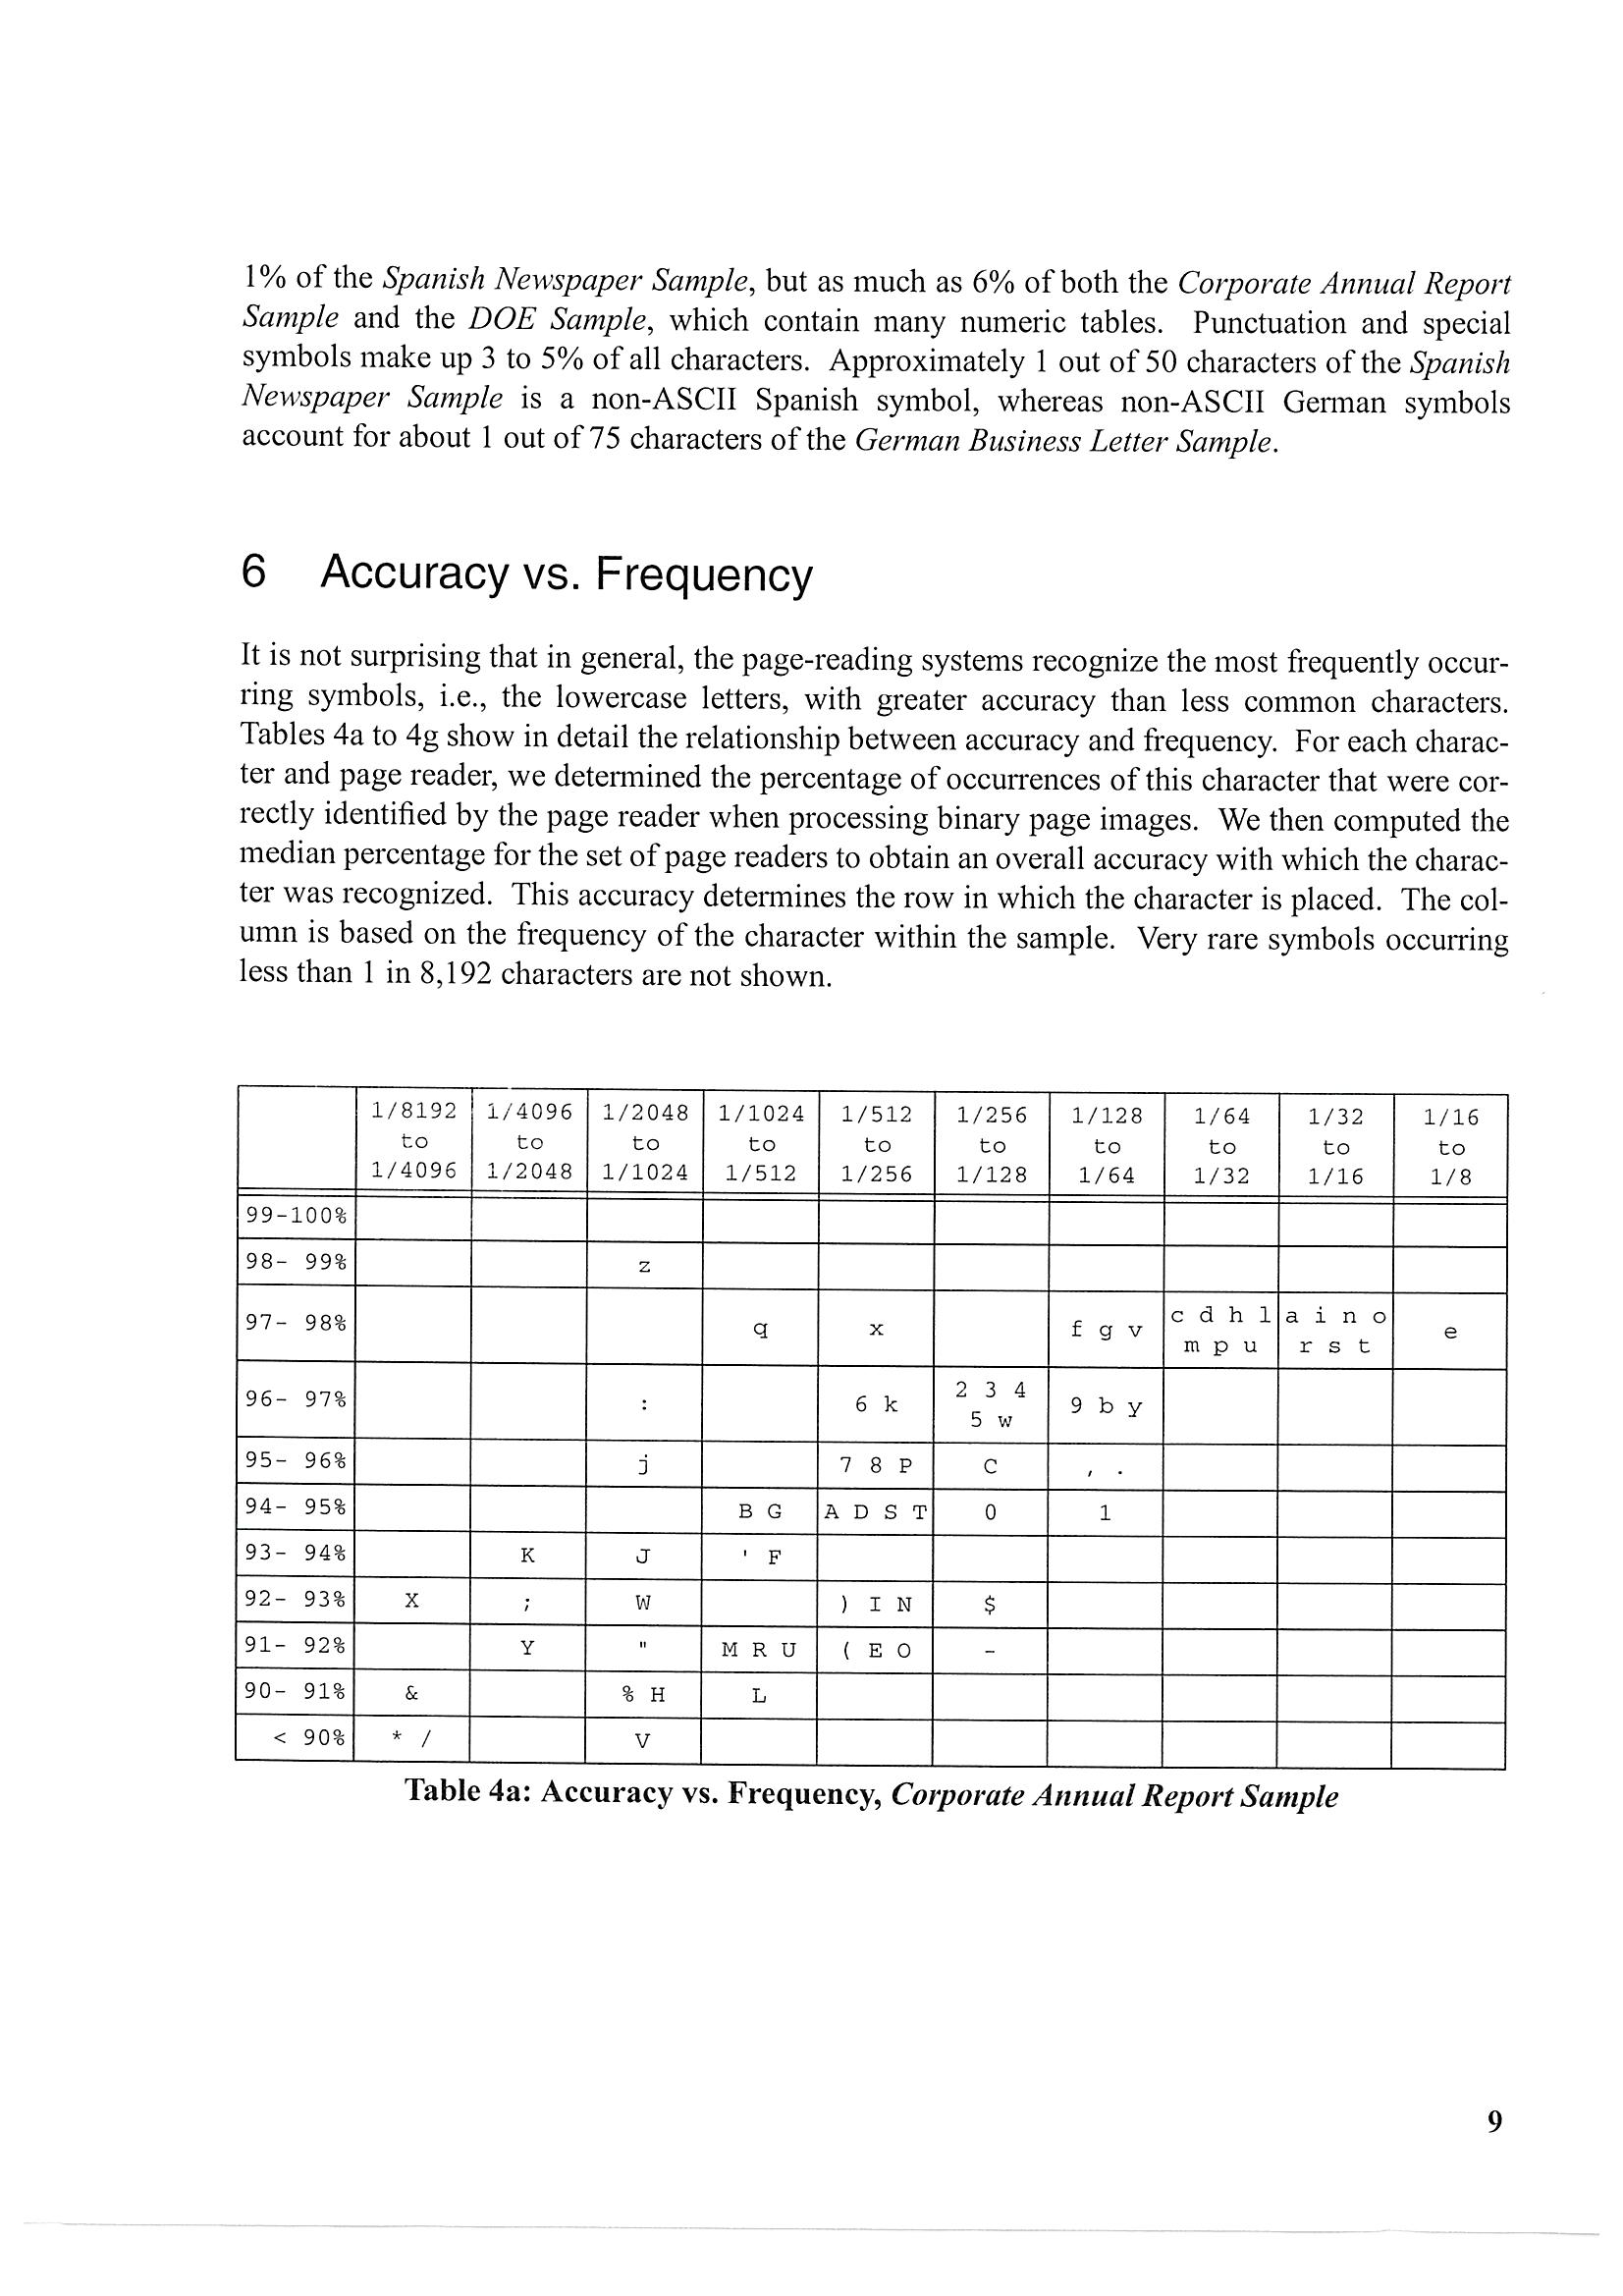 1% of the Spanish Newspaper Sample, but as much as 6% of both the Corporate Annual Report
Sample and the DOE Sample, which contain many numeric tables. Punctuation and special
symbols make up 3 to 5% of all characters. Approximately 1 out of 50 characters of the Spanish
Newspaper Sample is a non-ASCII Spanish symbol, whereas non-ASCII German symbols
account for about 1 out of 75 characters of the German Business Letter Sample.
6 Accuracy vs. Frequency
It is not surprising that in general, the page-reading systems recognize the most frequently occur-
ring symbols, i.e., the lowercase letters, with greater accuracy than less common characters.
Tables 4a to 4g show in detail the relationship between accuracy and frequency. For each charac-
ter and page reader, we determined the percentage of occurrences of this character that were cor-
rectly identified by the page reader when processing binary page images. We then computed the
median percentage for the set of page readers to obtain an overall accuracy with which the charac-
ter was recognized. This accuracy determines the row in which the character is placed. The col-
umn is based on the frequency of the character within the sample. Very rare symbols occurring
less than 1 in 8,192 characters are not shown.
1/8192 1/4096 1/2048 1/1024 1/512 1/256 1/128 1/64 1/32 1/16
to to to to to to to to to to
1/4096 1/2048 1/1024 1/512 1/256 1/128 1/64 1/32 1/16 1/8
99-100%
98- 99% z
97- 98% q x f g v c d h l a i n o e
m p u r s t
96- 97% : 6 k 2 3 4 9 b y
5 w
95- 96% j 7 8 P C , .
94- 95% B G A D S T 0 1
93- 94% K J ' F
92- 93% X ; W ) I N $
91- 92% Y " M R U ( E O -
90- 91% & % H L
< 90% * / V
Table 4a: Accuracy vs. Frequency, Corporate Annual Report Sample
9